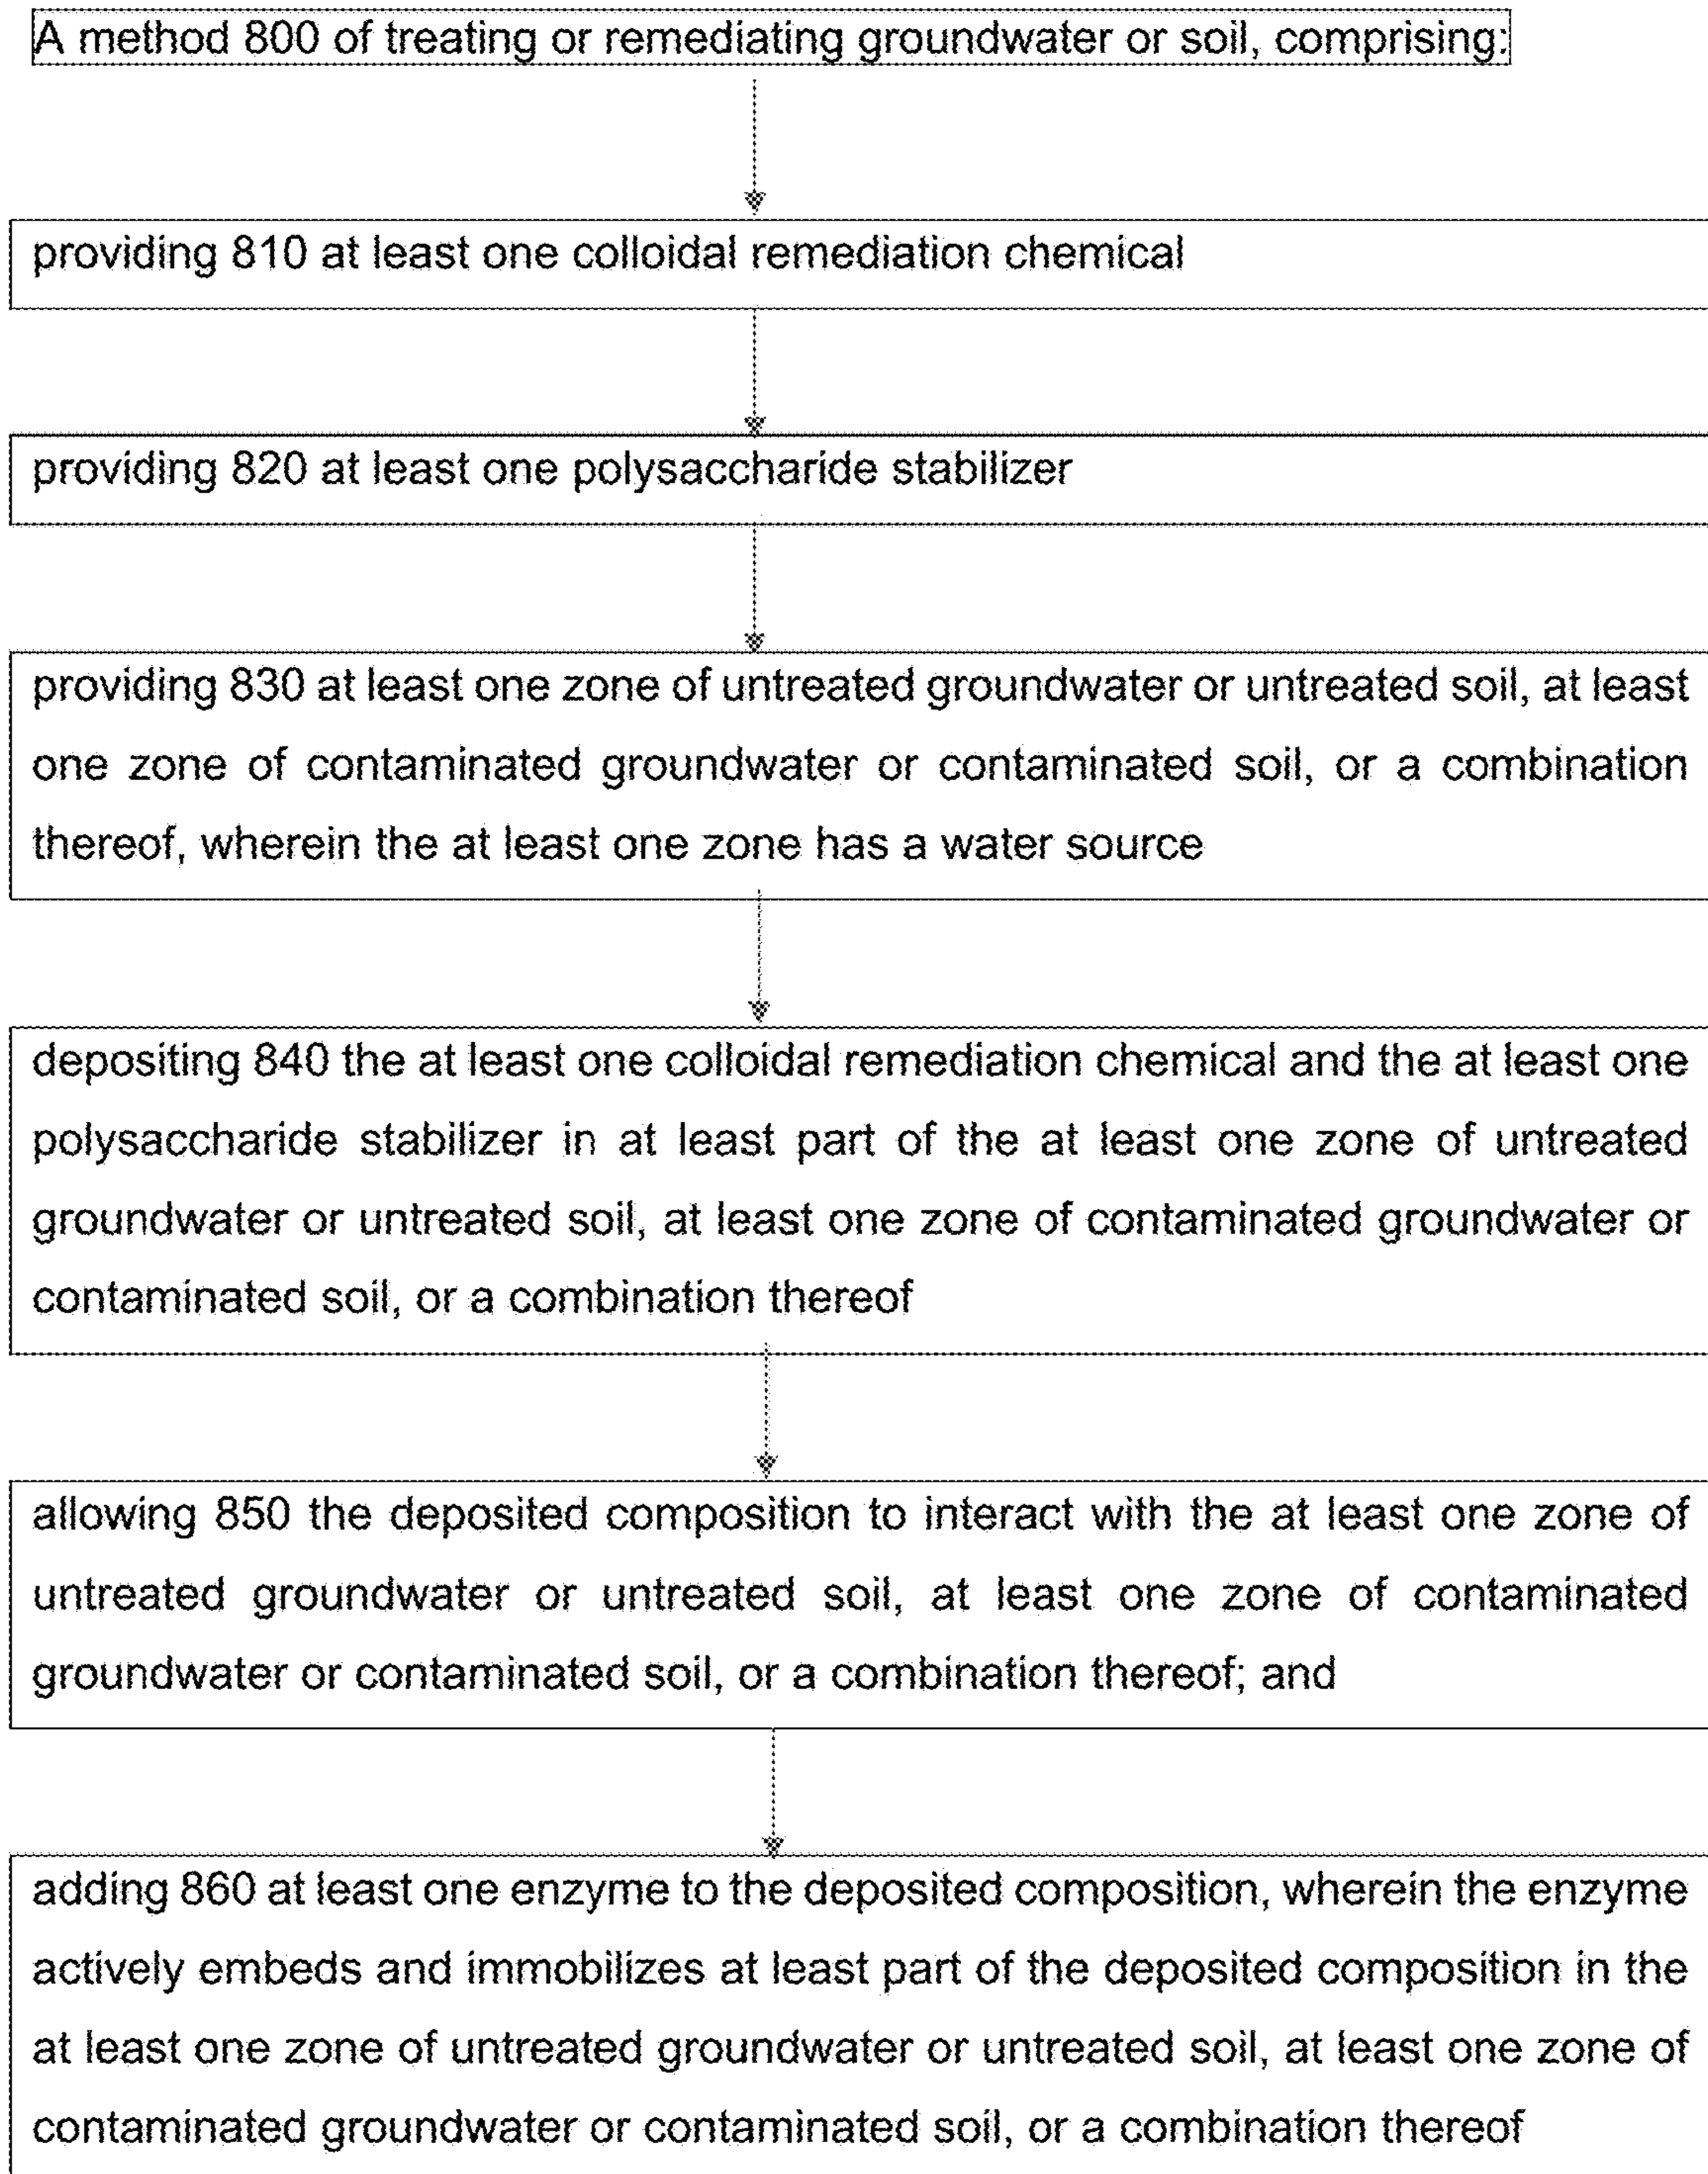 A method 800 of treating or remediating groundwater or soil, comprising:
providing 810 at least one colloidal remediation chemical
providing 820 at least one polysaccharide stabilizer
providing 830 at least one zone of untreated groundwater or untreated soil, at least
one zone of contaminated groundwater or contaminated soil, or a combination
thereof, wherein the at least one zone has a water source
depositing 840 the at least one colloidal remediation chemical and the at least one
polysaccharide stabilizer in at least part of the at least one zone of untreated
groundwater or untreated soil, at least one zone of contaminated groundwater or
contaminated soil, or a combination thereof
allowing 850 the deposited composition to interact with the at least one zone of
untreated groundwater or untreated soil, at least one zone of contaminated
groundwater or contaminated soil, or a combination thereof; and
adding 860 at least one enzyme to the deposited composition, wherein the enzyme
actively embeds and immobilizes at least part of the deposited composition in the
at least one zone of untreated groundwater or untreated soil, at least one zone of
contaminated groundwater or contaminated soil, or a combination thereof